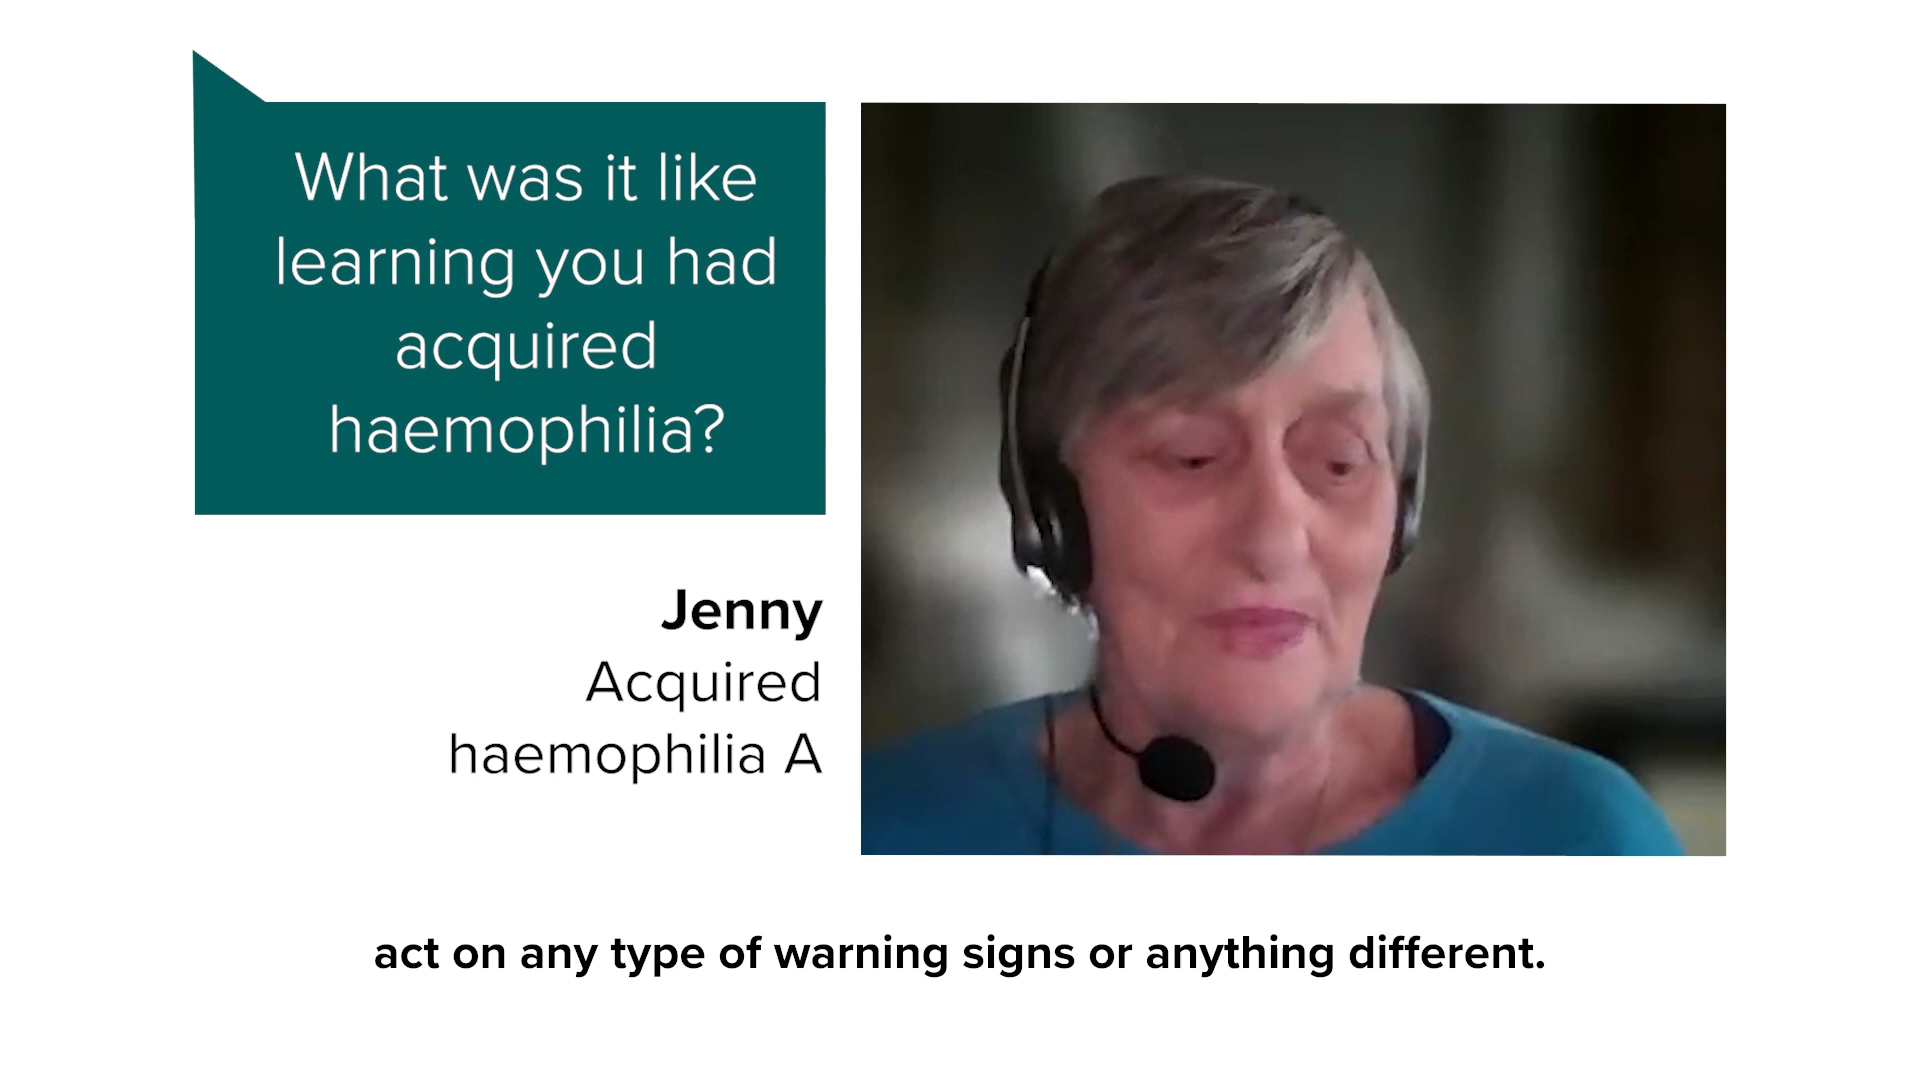 What was it like
learning you had
acquired
haemophilia?
Jenny
Acquired
haemophilia A
act on any type of warning signs or anything different.